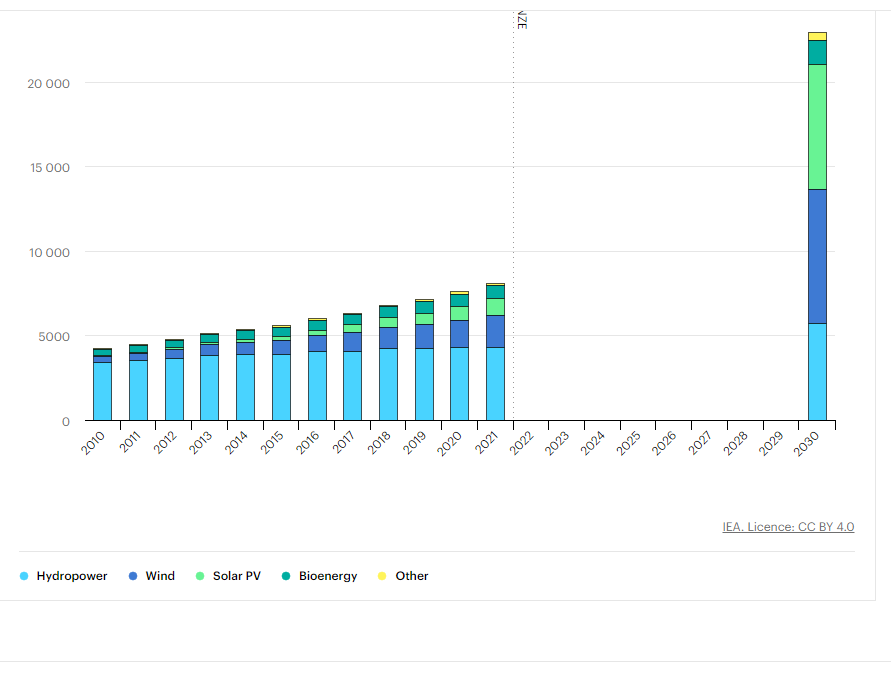 NZE
20 000
15 000
10 000
5000
0
2010 2011 2012 2013 2014 2015 2016 2017 2018 2019 2020 2021 2022 2023 2024 2025 2026 2027 2028 2029 2030
IEA. Licence: CC BY 4.0
Hydropower Wind Solar PV Bioenergy Other